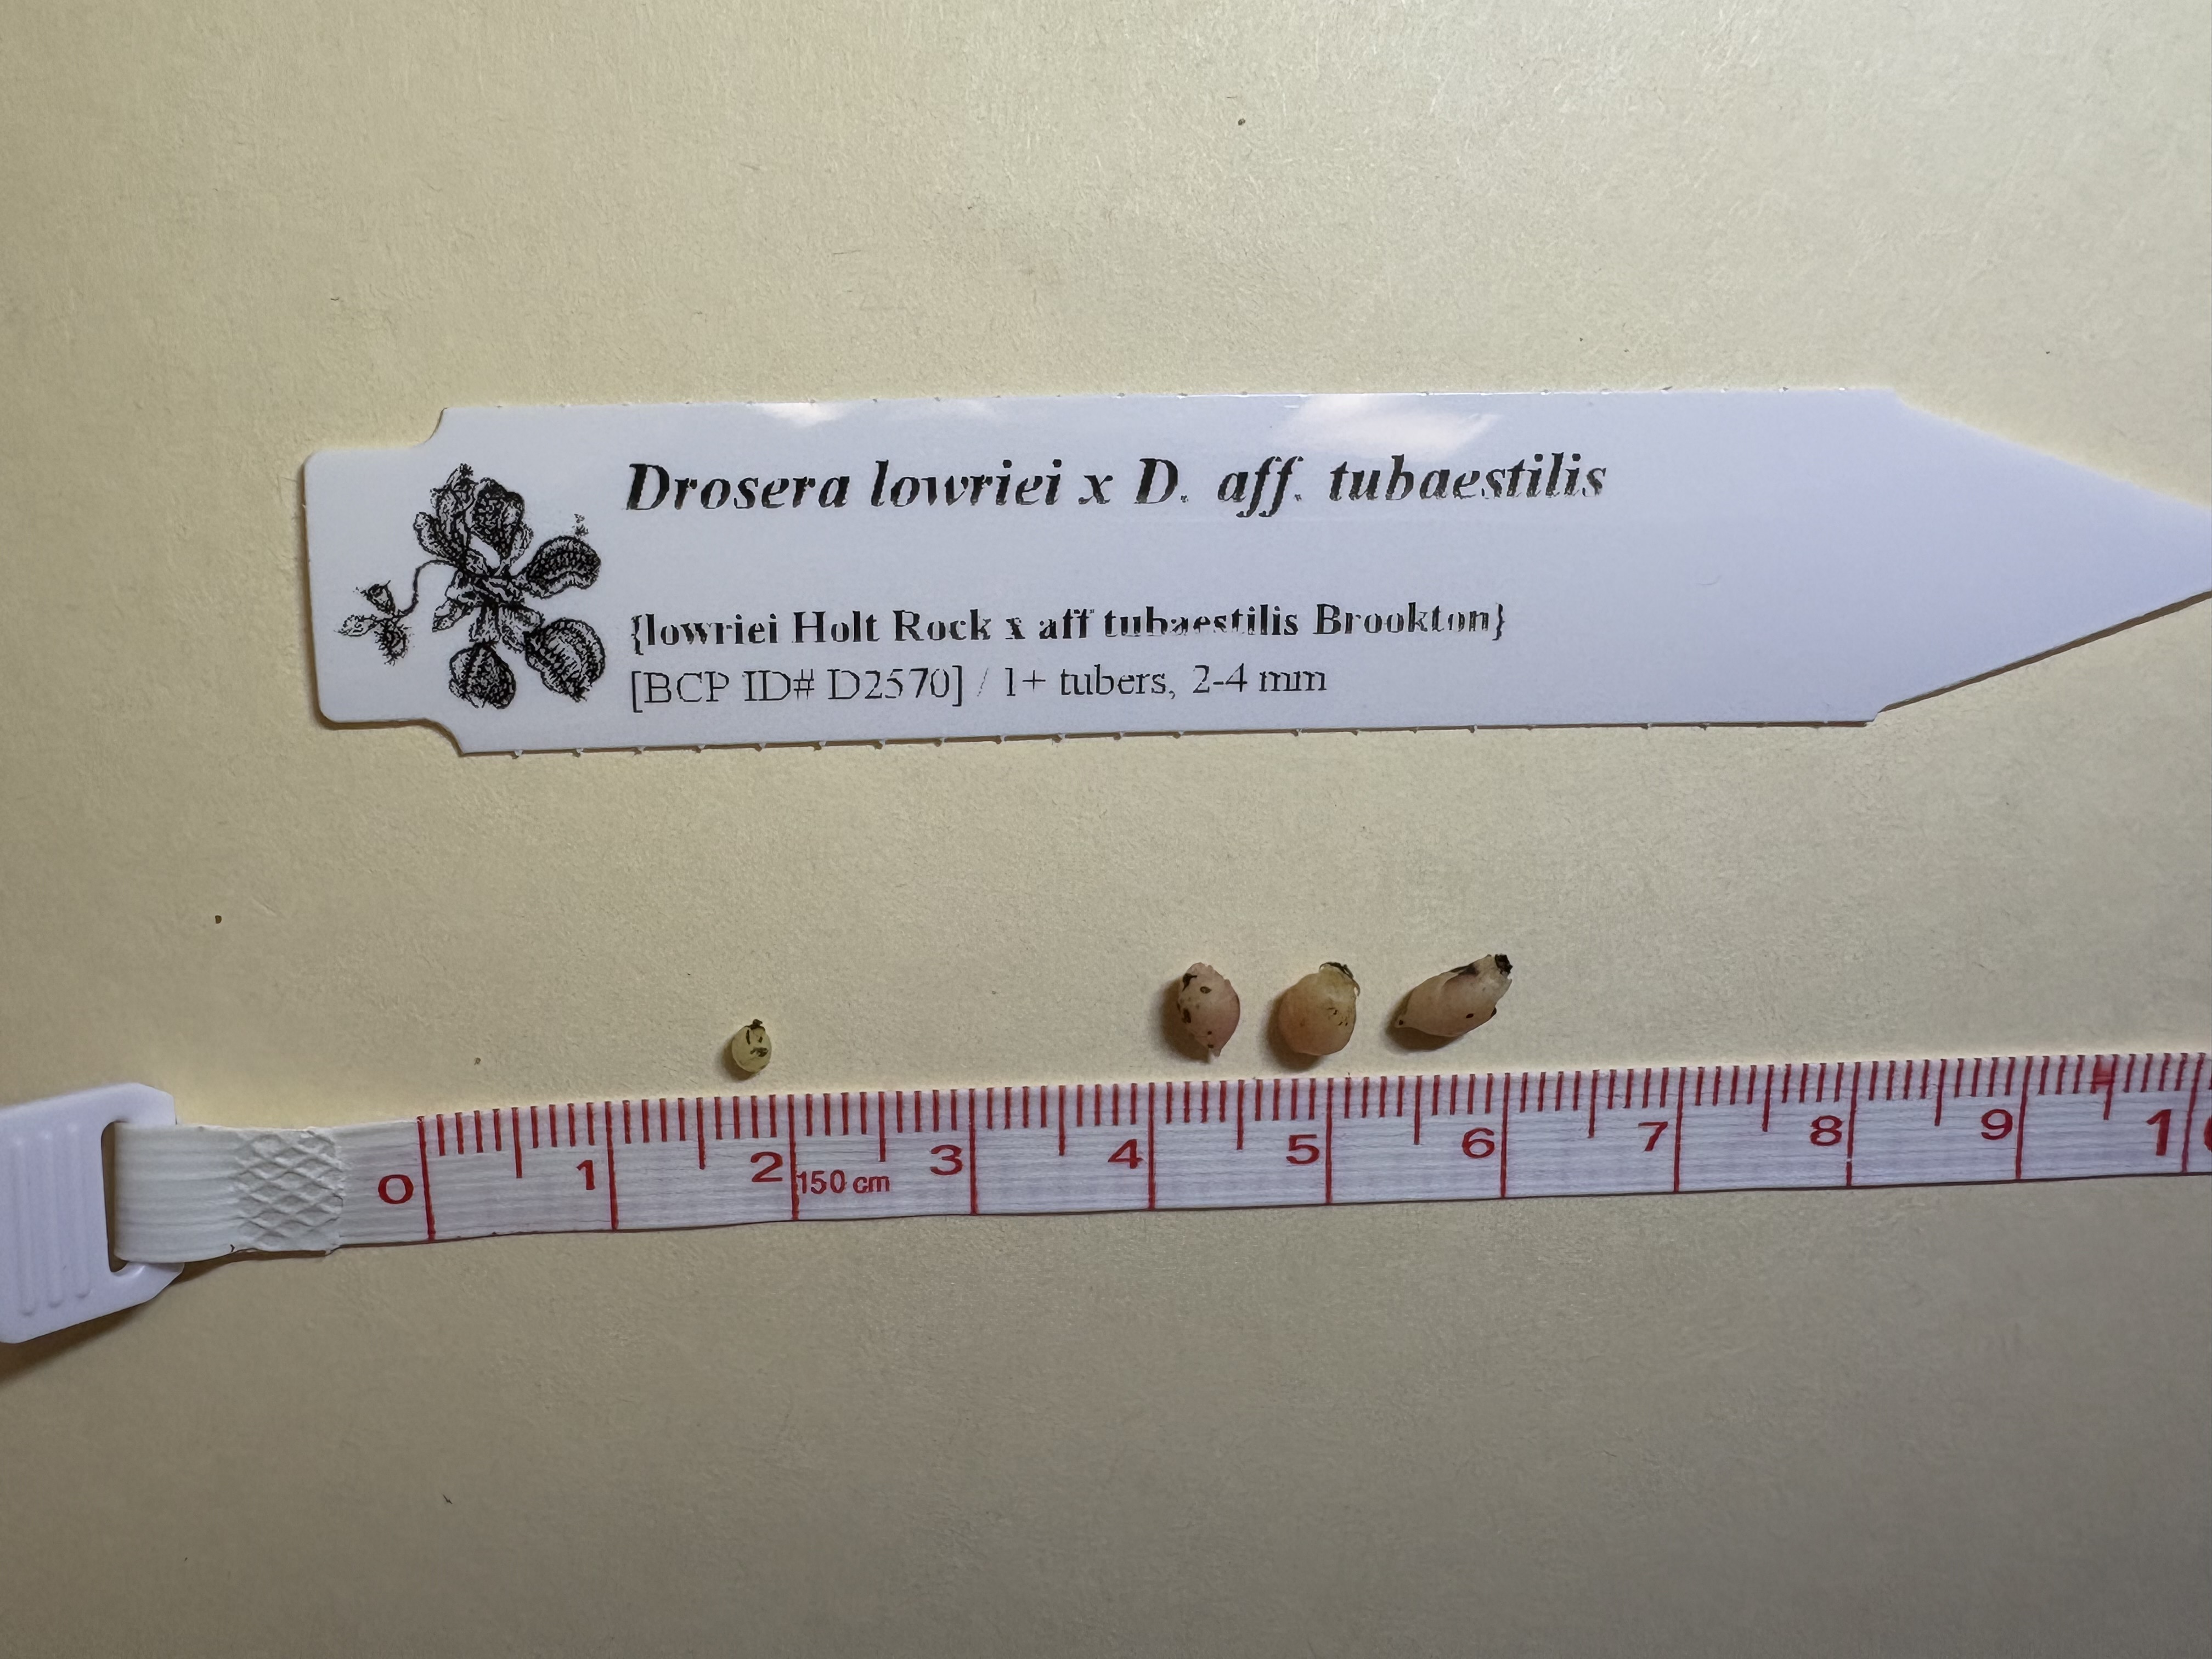 Drosera lowriei x D. aff. tubaestilis
{lowriei Holt Rock x aff tubaestilis Brookton}
[BCP ID# D2570] / 1+ tubers, 2-4 mm
0 1 2 150 cm 3 4 5 6 7 8 9 1